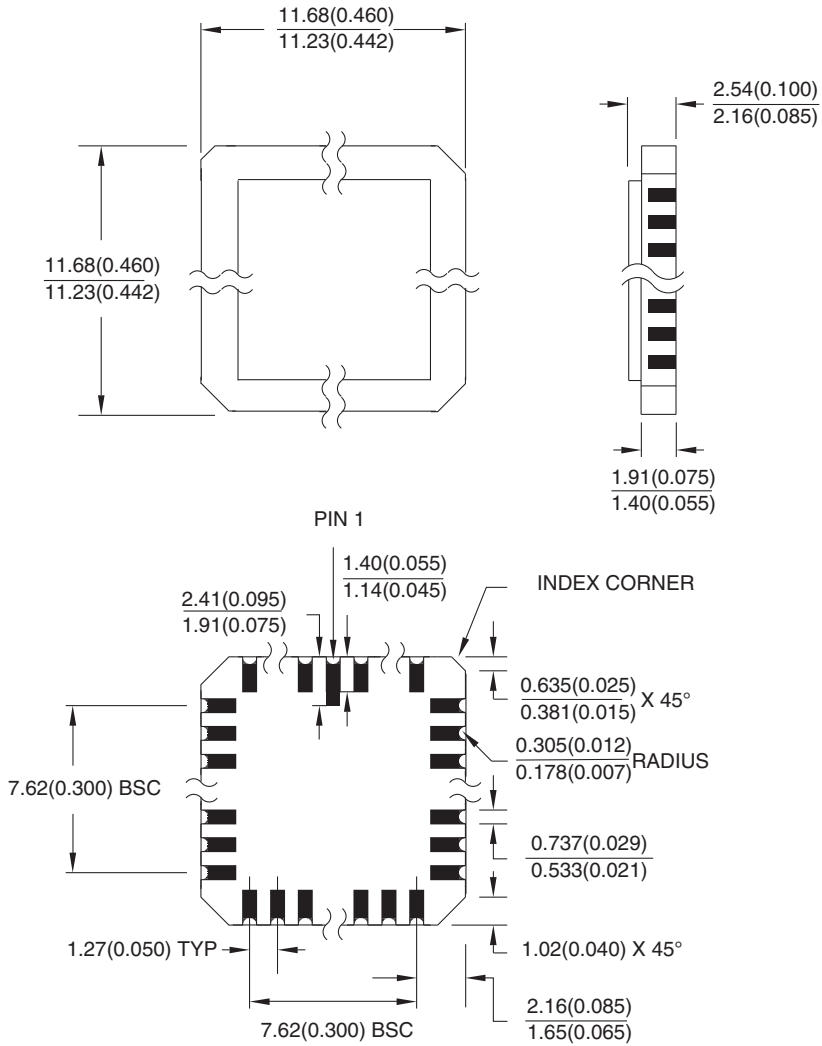 11.68(0.460)
11.23(0.442)
2.54(0.100)
2.16(0.085)
11.68(0.460)
11.23(0.442)
1.91(0.075)
1.40(0.055)
PIN 1
1.40(0.055)
1.14(0.045)
INDEX CORNER
2.41(0.095)
1.91(0.075)
0.635(0.025)
0.381(0.015) X 45°
0.305(0.012)
0.178(0.007) RADIUS
7.62(0.300) BSC
0.737(0.029)
0.533(0.021)
1.27(0.050) TYP
1.02(0.040) X 45°
7.62(0.300) BSC
2.16(0.085)
1.65(0.065)